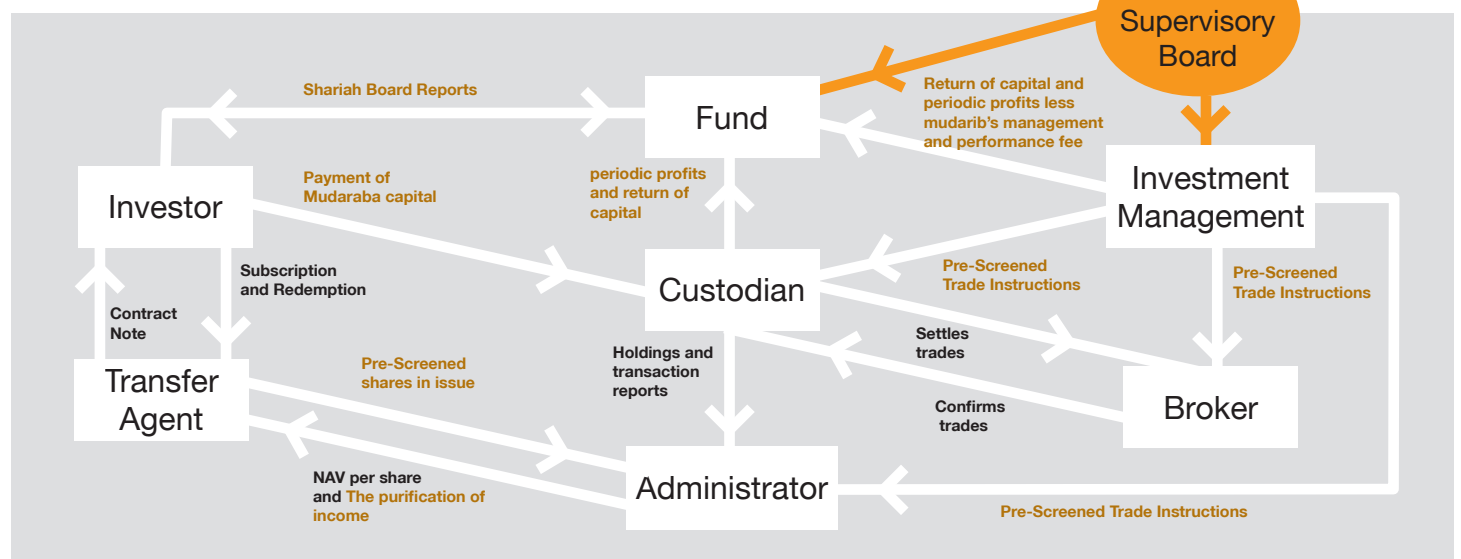 Supervisory
Board
Shariah Board Reports
Fund
Return of capital and
periodic profits less
mudarib's management
and performance fee
Payment of
Mudaraba capital
periodic profits
and return of
capital
Investor
Investment
Management
Subscription
and Redemption
Custodian
Pre-Screened
Trade Instructions
Pre-Screened
Trade Instructions
Contract
Note
Settles
trades
Holdings and
transaction
reports
Pre-Screened
shares in issue
Transfer
Agent
Confirms
trades
Broker
NAV per share
and The purification of
income
Administrator
Pre-Screened Trade Instructions